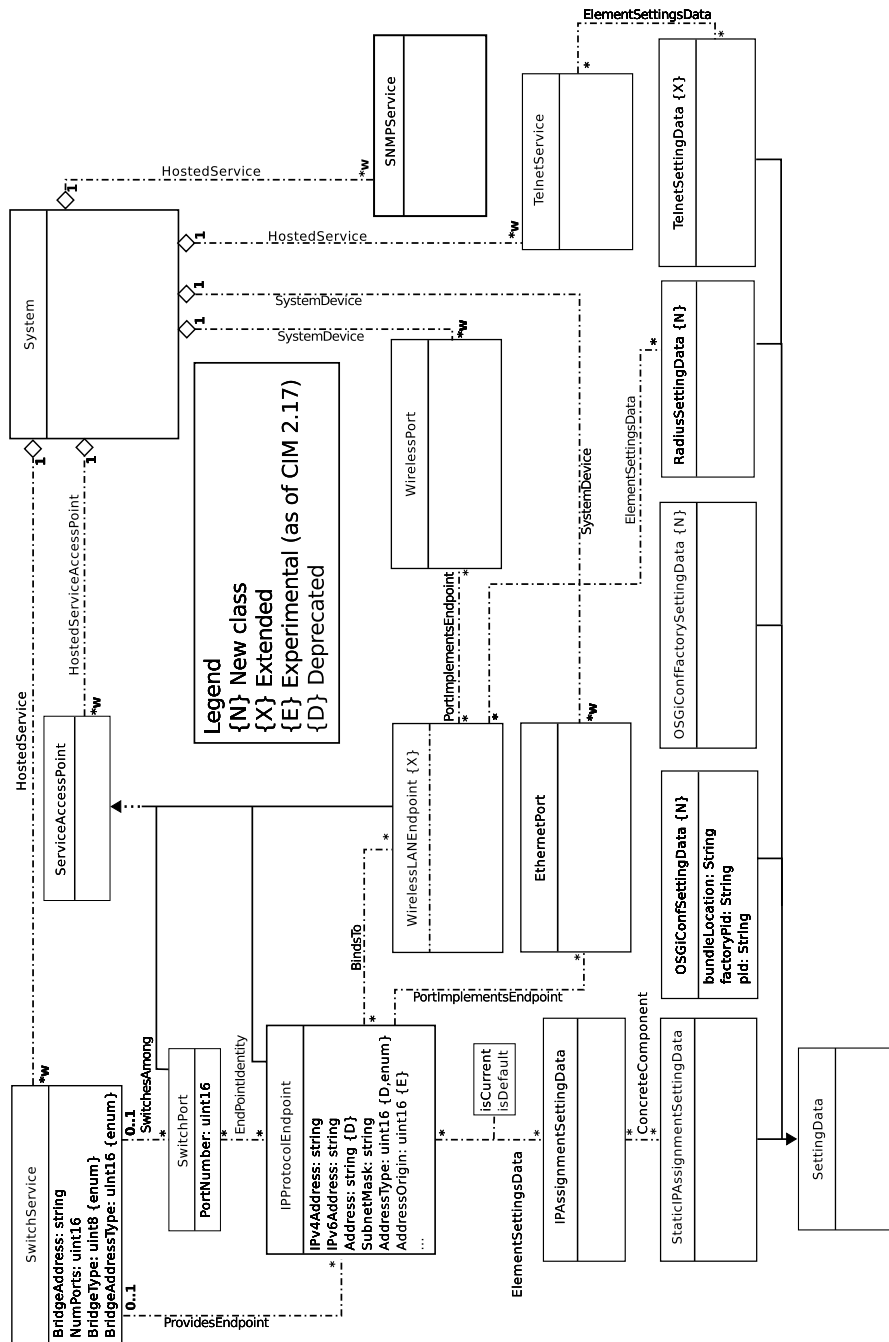 SwitchService
BridgeAddress: string
NumPorts: uint16
BridgeType: uint8 {enum}
BridgeAddressType: uint16 {enum}
*w
HostedService
1
System
ServiceAccessPoint
*w
HostedServiceAccessPoint
1
1
HostedService
*w
SNMPService
0..1
ProvidesEndpoint
*
0..1
SwitchesAmong
*
SwitchPort
PortNumber: uint16
*
EndPointIdentity
*
1
HostedService
*w
1
SystemDevice
1
SystemDevice
*w
Legend
{N} New class
{X} Extended
{E} Experimental (as of CIM 2.17)
{D} Deprecated
IPProtocolEndpoint
IPv4Address: string
IPv6Address: string
Address: string {D}
SubnetMask: string
AddressType: uint16 {D,enum}
AddressOrigin: uint16 {E}
...
*
BindsTo
*
WirelessLANEndpoint {X}
*
PortImplementsEndpoint
*
WirelessPort
*
ElementSettingsData
*
PortImplementsEndpoint
*
EthernetPort
*w
SystemDevice
TelnetService
*
ElementSettingsData
*
*
ElementSettingsData
isCurrent
isDefault
*
IPAssignmentSettingData
*
ConcreteComponent
*
StaticIPAssignmentSettingData
OSGiConfSettingData {N}
bundleLocation: String
factoryPid: String
pid: String
OSGiConfFactorySettingData {N}
RadiusSettingData {N}
TelnetSettingData {X}
SettingData